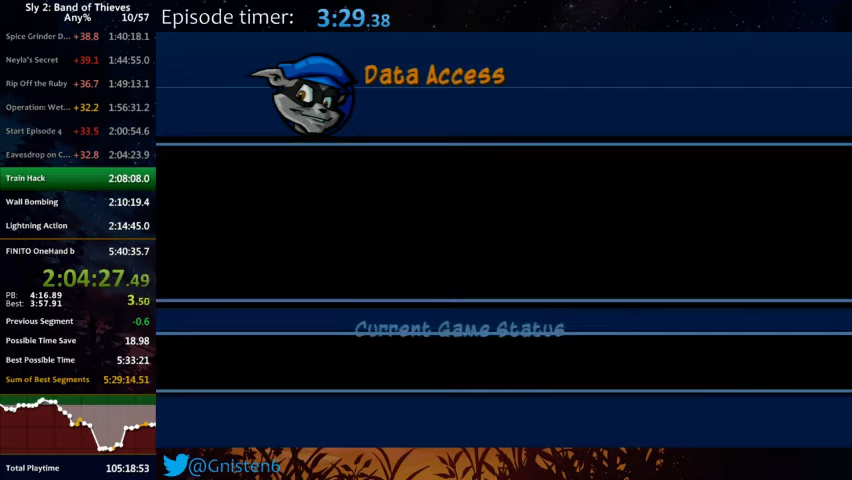 Sly 2: Band of Thieves
Any% 10/57
Spice Grinder D... +38.8 1:40:18.1
Neyla's Secret +39.1 1:44:55.0
Rip Off the Ruby +36.7 1:49:13.1
Operation: Wet... +32.2 1:56:31.2
Start Episode 4 +33.5 2:00:54.6
Eavesdrop on C... +32.8 2:04:23.9
Train Hack 2:08:08.0
Wall Bombing 2:10:19.4
Lightning Action 2:14:45.0
FINITO OneHand b 5:40:35.7
2:04:27.49
PB: 4:16.89
Best: 3:57.91 3.50
Previous Segment -0.6
Possible Time Save 18.98
Best Possible Time 5:33:21
Sum of Best Segments 5:29:14.51
Total Playtime 105:18:53
Episode timer: 3:29.38
Data Access
Current Game Status
@Gnisten6